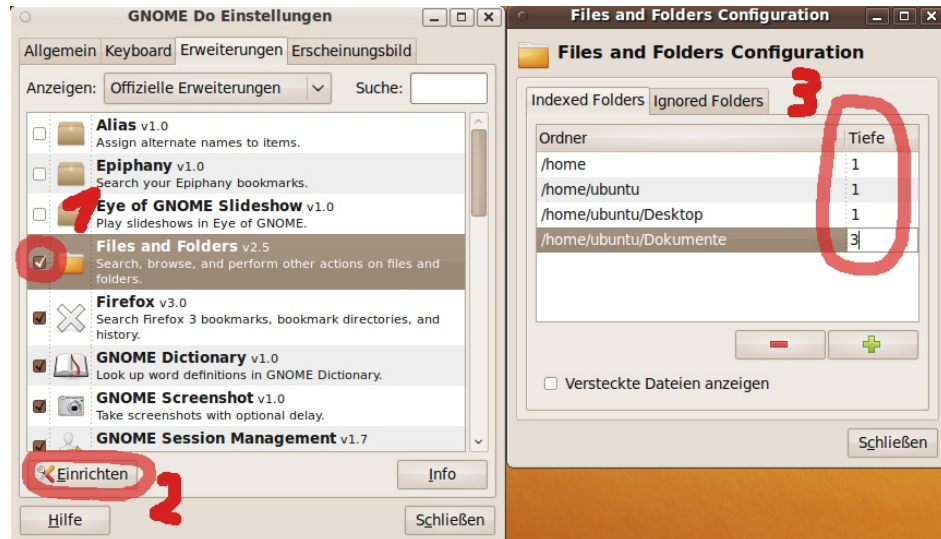 GNOME Do Einstellungen
Allgemein Keyboard Erweiterungen Erscheinungsbild
Anzeigen: Offizielle Erweiterungen Suche:
Alias v1.0
Assign alternate names to items.
Epiphany v1.0
Search your Epiphany bookmarks.
1
Eye of GNOME Slideshow v1.0
Play slideshows in Eye of GNOME.
Files and Folders v2.5
Search, browse, and perform other actions on files and
folders.
Firefox v3.0
Search Firefox 3 bookmarks, bookmark directories, and
history.
GNOME Dictionary v1.0
Look up word definitions in GNOME Dictionary.
GNOME Screenshot v1.0
Take screenshots with optional delay.
GNOME Session Management v1.7
Einrichten
2
Info
Hilfe
Schließen
Files and Folders Configuration
Files and Folders Configuration
3
Indexed Folders Ignored Folders
Ordner Tiefe
/home 1
/home/ubuntu 1
/home/ubuntu/Desktop 1
/home/ubuntu/Dokumente 3
Versteckte Dateien anzeigen
Schließen